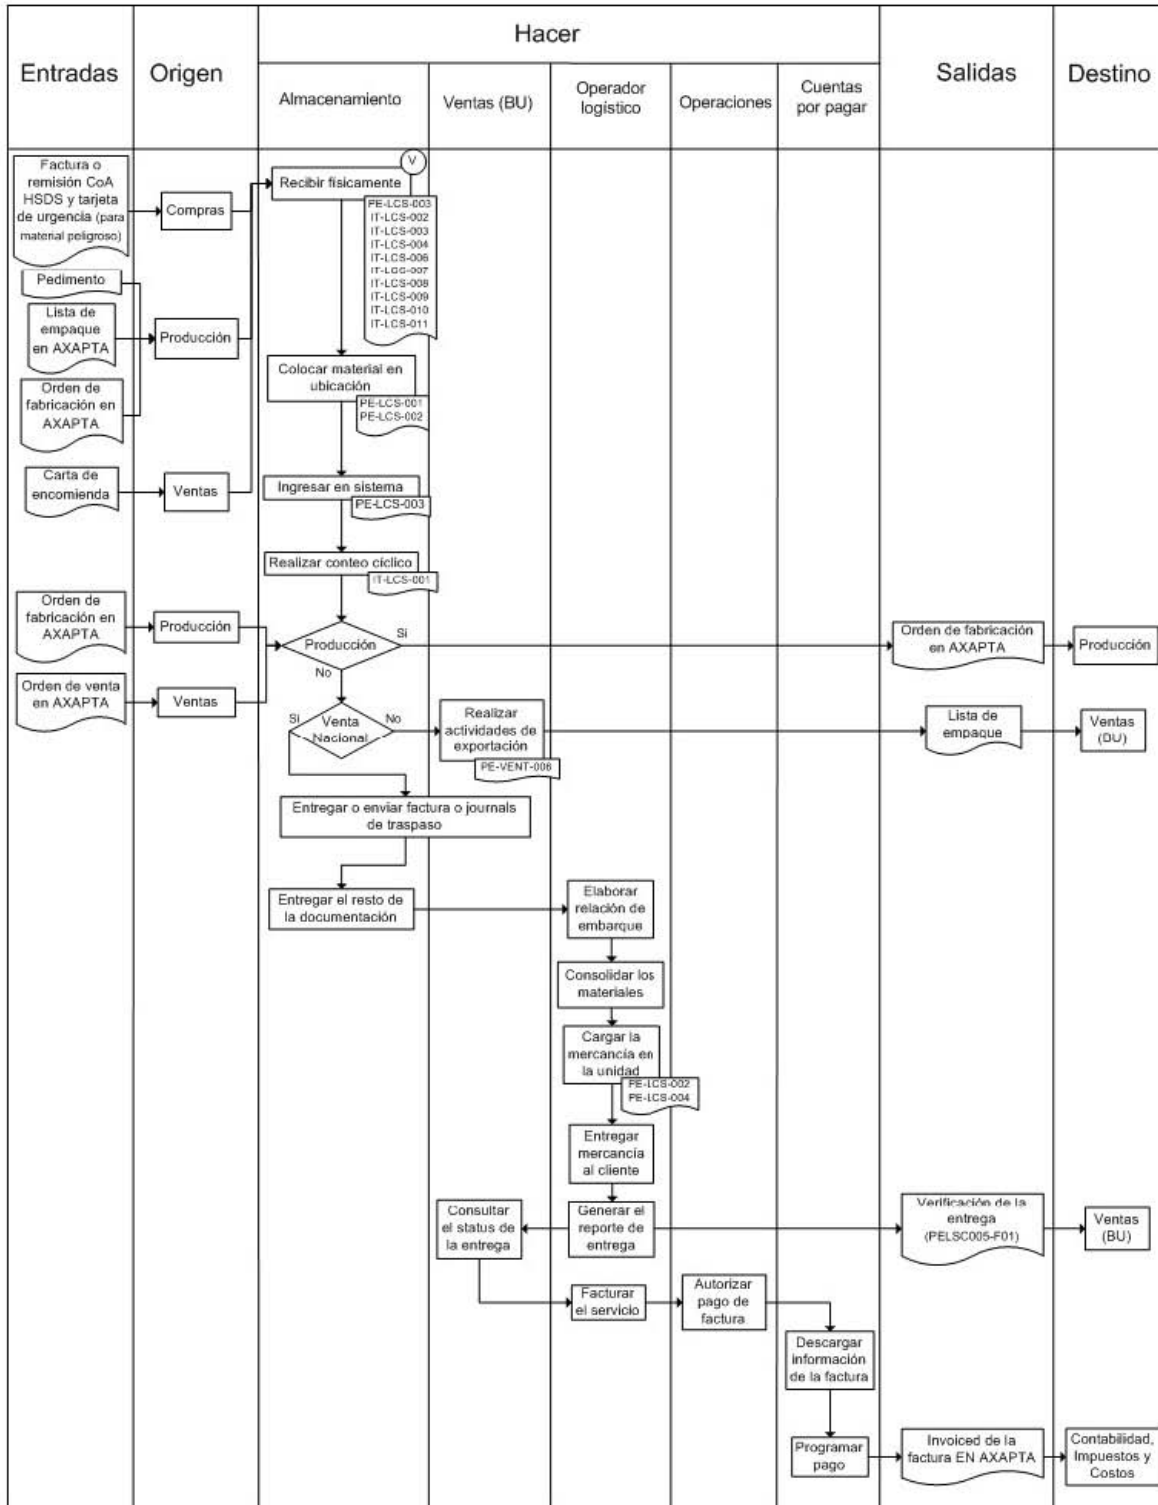 Hacer
Entradas
Origen
Salidas
Destino
Almacenamiento
Ventas (BU)
Operador
logístico
Operaciones
Cuentas
por pagar
Factura o
remisión CoA
HSDS y tarjeta
de urgencia (para
material peligroso)
Compras
Recibir físicamente
V
PE-LCS-003
IT-LCS-002
IT-LCS-003
IT-LCS-004
IT-LCS-006
IT-LGG-007
IT-LCS-008
IT-LCS-009
IT-LCS-010
IT-LCS-011
Pedimento
Lista de
empaque
en AXAPTA
Producción
Orden de
fabricación en
AXAPTA
Colocar material en
ubicación
PE-LCS-001
PE-LCS-002
Carta de
encomienda
Ventas
Ingresar en sistema
PE-LCS-003
Realizar conteo cíclico
IT-LCS-001
Orden de
fabricación en
AXAPTA
Producción
Producción
Si
No
Orden de fabricación
en AXAPTA
Producción
Orden de venta
en AXAPTA
Ventas
Si
Venta
Nacional
No
Realizar
actividades de
exportación
PE-VENT-006
Lista de
empaque
Ventas
(DU)
Entregar o enviar factura o journals
de traspaso
Entregar el resto de
la documentación
Elaborar
relación de
embarque
Consolidar los
materiales
Cargar la
mercancía en
la unidad
PE-LCS-002
PE-LCS-004
Entregar
mercancía
al cliente
Consultar
el status de
la entrega
Generar el
reporte de
entrega
Verificación de la
entrega
(PELSC005-F01)
Ventas
(BU)
Facturar
el servicio
Autorizar
pago de
factura
Descargar
información
de la factura
Programar
pago
Invoiced de la
factura EN AXAPTA
Contabilidad,
Impuestos y
Costos